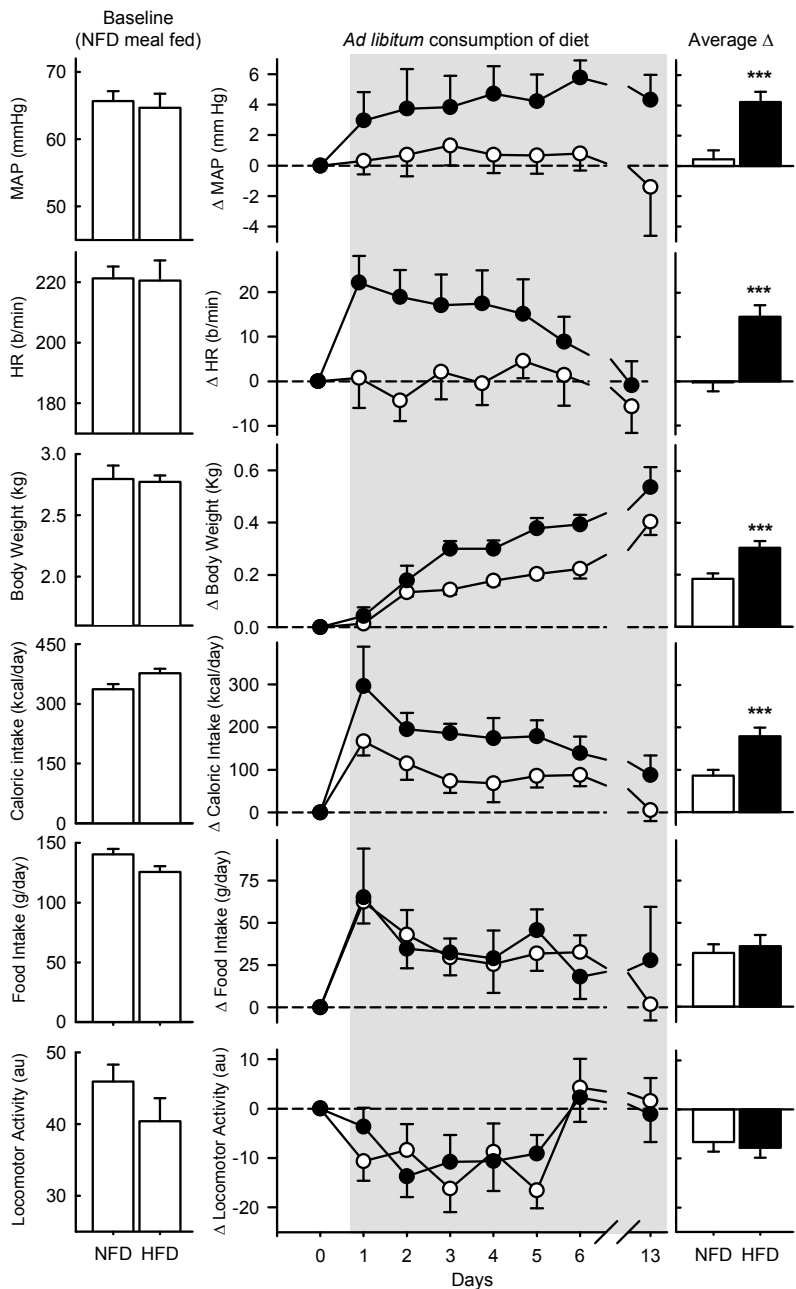 Baseline
(NFD meal fed)
Ad libitum consumption of diet
Average Δ
MAP (mmHg)
70
65
60
55
50
Δ MAP (mm Hg)
6
4
2
0
-2
-4
***
HR (b/min)
220
200
180
Δ HR (b/min)
20
10
0
-10
***
Body Weight (kg)
3.0
2.5
2.0
Δ Body Weight (Kg)
0.6
0.4
0.2
0.0
***
Caloric intake (kcal/day)
450
300
150
0
Δ Caloric Intake (kcal/day)
300
200
100
0
***
Food Intake (g/day)
150
100
50
0
Δ Food Intake (g/day)
75
50
25
0
Locomotor Activity (au)
50
40
30
Δ Locomotor Activity (au)
10
0
-10
-20
NFD HFD
0 1 2 3 4 5 6 13
Days
NFD HFD